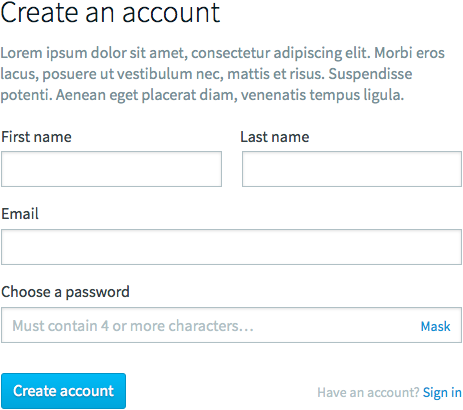 Create an account
Lorem ipsum dolor sit amet, consectetur adipiscing elit. Morbi eros
lacus, posuere ut vestibulum nec, mattis et risus. Suspendisse
potenti. Aenean eget placerat diam, venenatis tempus ligula.
First name Last name
Email
Choose a password
Must contain 4 or more characters… Mask
Create account Have an account? Sign in